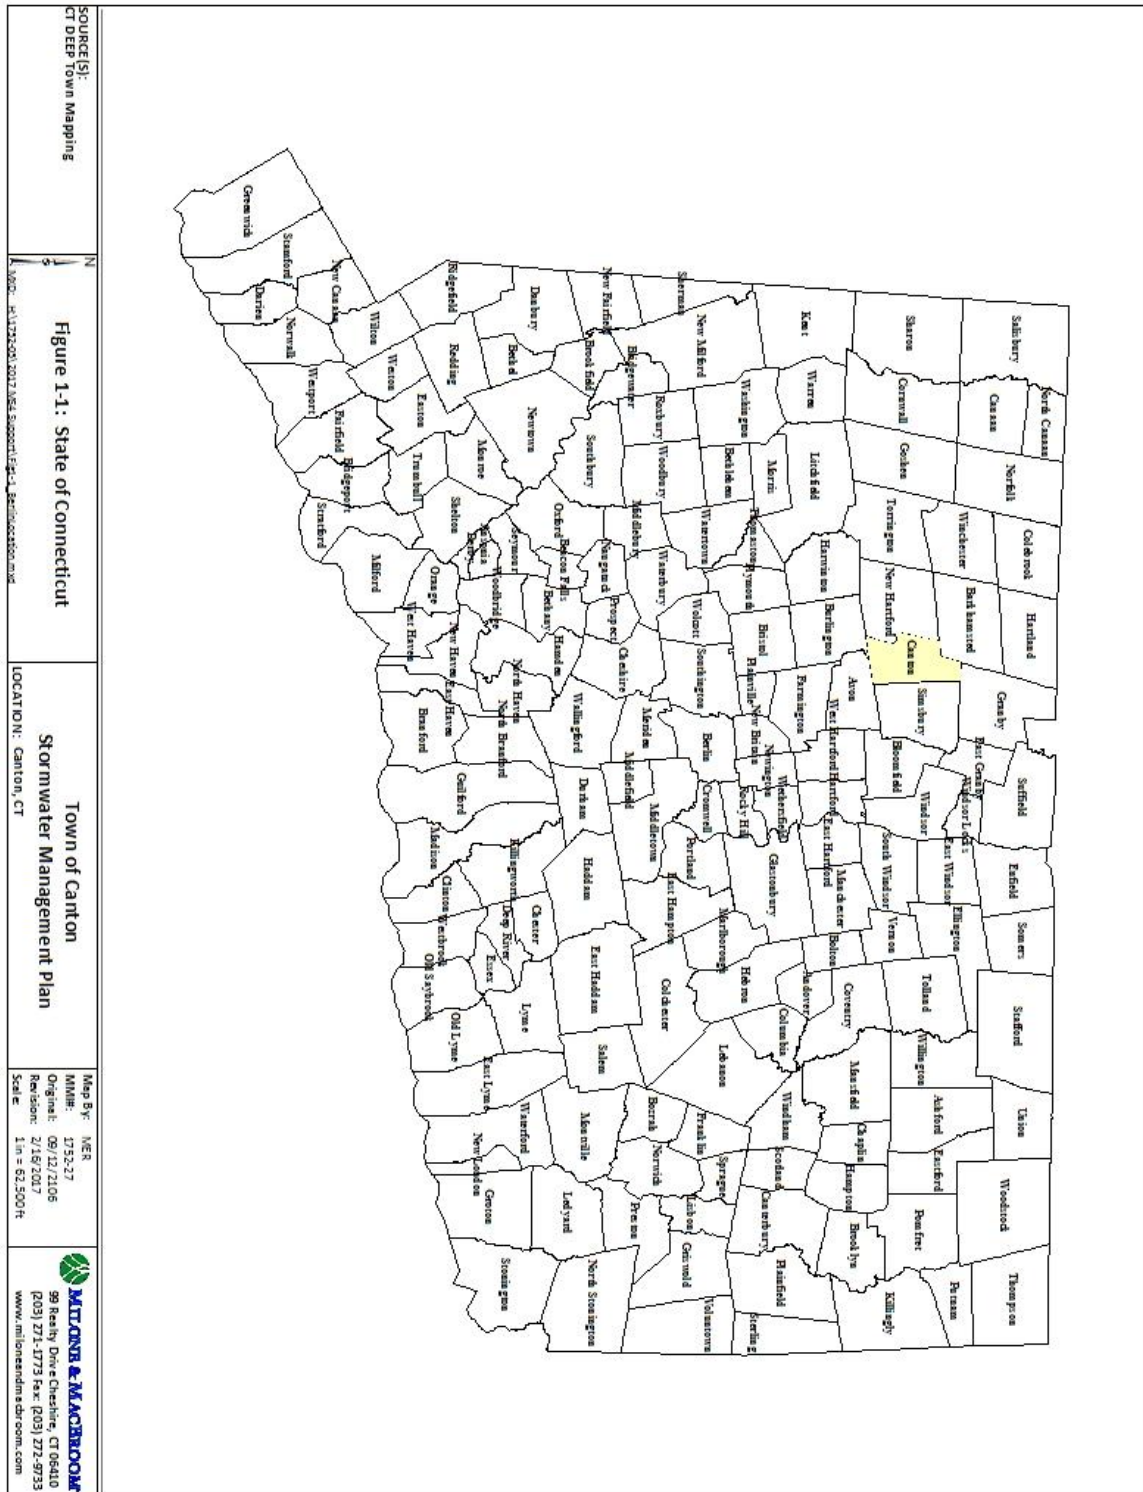 Salisbury
North Canaan
Canaan
Norfolk
Colebrook
Hartland
Granby
Suffield
Enfield
Somers
Stafford
Union
Woodstock
Thompson
Sharon
Cornwall
Goshen
Torrington
Winchester
Barkhamsted
New Hartford
Canton
Simsbury
East Granby
Windsor Locks
Windsor
Bloomfield
East Windsor
South Windsor
Ellington
Vernon
Tolland
Willington
Ashford
Eastford
Pomfret
Putnam
Killingly
Kent
Warren
Litchfield
Harwinton
Burlington
Avon
Farmington
West Hartford
Hartford
East Hartford
Manchester
Bolton
Coventry
Andover
Mansfield
Chaplin
Hampton
Brooklyn
Sherman
New Milford
Washington
Morris
Bethlehem
Thomaston
Plymouth
Bristol
Plainville
New Britain
Newington
Wethersfield
Rocky Hill
Glastonbury
Marlborough
Hebron
Columbia
Lebanon
Windham
Scotland
Canterbury
Plainfield
Sterling
New Fairfield
Bridgewater
Roxbury
Woodbury
Watertown
Middlebury
Waterbury
Wolcott
Southington
Berlin
Cromwell
Portland
East Hampton
Colchester
Franklin
Sprague
Bozrah
Norwich
Lisbon
Griswold
Voluntown
Preston
Danbury
Brookfield
Bethel
Newtown
Southbury
Oxford
Naugatuck
Beacon Falls
Prospect
Cheshire
Meriden
Middlefield
Middletown
Wallingford
Durham
Haddam
East Haddam
Salem
Montville
Ledyard
North Stonington
Ridgefield
Redding
Monroe
Shelton
Seymour
Ansonia
Derby
Woodbridge
Bethany
Hamden
North Haven
North Branford
Killingworth
Chester
Deep River
Essex
Lyme
Wilton
Weston
Easton
Trumbull
Orange
New Haven
East Haven
West Haven
Branford
Guilford
Madison
Clinton
Westbrook
Old Saybrook
Old Lyme
East Lyme
Waterford
New London
Groton
Stonington
Greenwich
Stamford
New Canaan
Darien
Norwalk
Westport
Fairfield
Bridgeport
Stratford
Milford
SOURCE(S):
CT DEEP Town Mapping
N
Figure 1-1: State of Connecticut
MXD: H:\1752-05\2017 MS4 Support\Fig1-1_Berlinlocation.mxd
Town of Canton
Stormwater Management Plan
LOCATION: Canton, CT
Map By: MER
MMI#: 1752-27
Original: 09/12/2106
Revision: 2/16/2017
Scale: 1 in = 62,500 ft
MILONE & MACBROOM
99 Realty Drive Cheshire, CT 06410
(203) 271-1773 Fax: (203) 272-9733
www.miloneandmacbroom.com